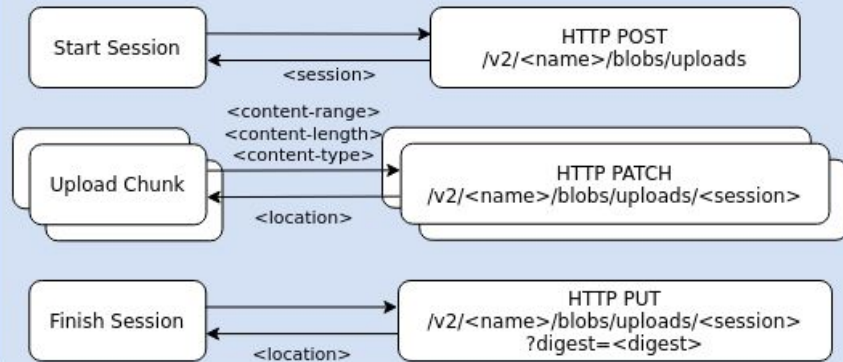 Start Session
HTTP POST
/v2/<name>/blobs/uploads
<session>
<content-range>
<content-length>
<content-type>
Upload Chunk
HTTP PATCH
/v2/<name>/blobs/uploads/<session>
<location>
Finish Session
HTTP PUT
/v2/<name>/blobs/uploads/<session>
?digest=<digest>
<location>